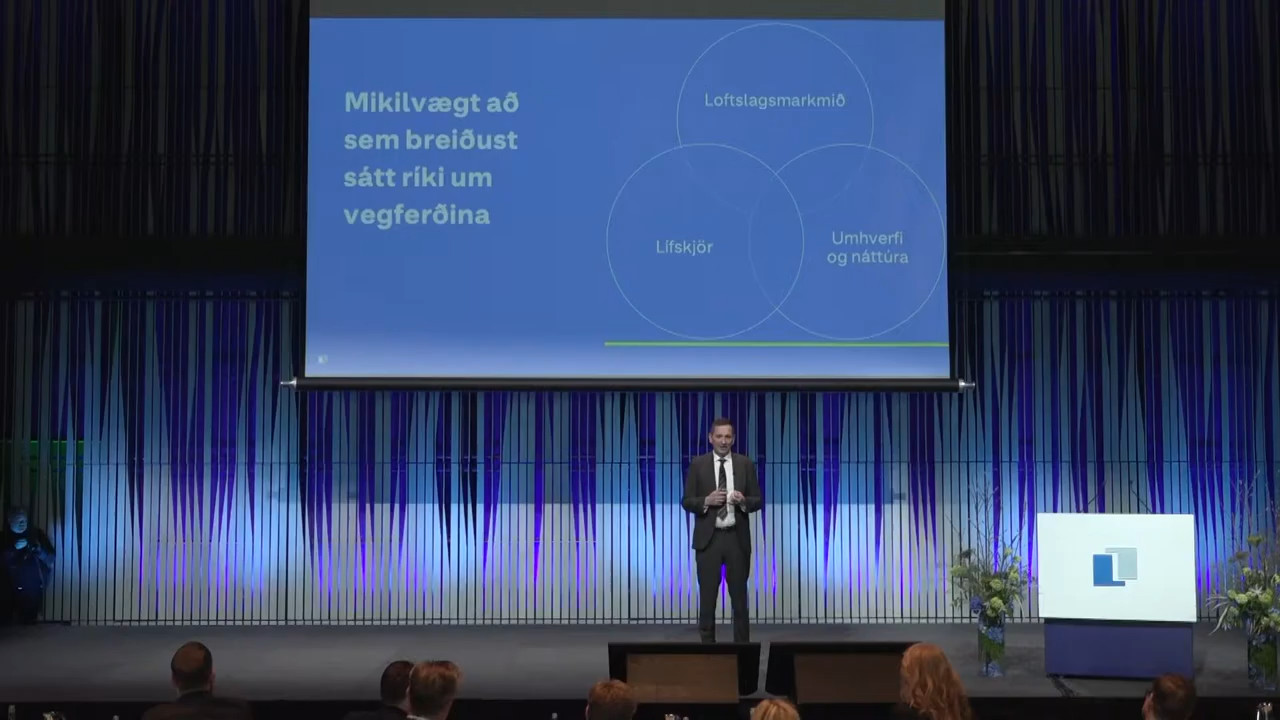 Mikilvægt að
sem breiðust
sátt ríki um
vegferðina
Loftslagsmarkmið
Lífskjör
Umhverfi
og náttúra